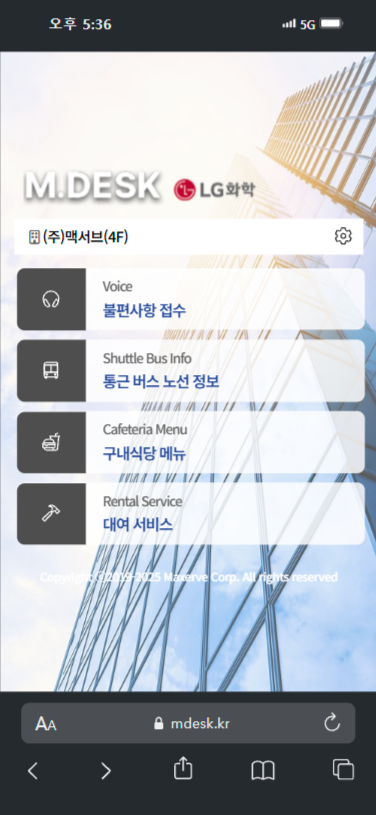 오후 5:36
5G
M.DESK LG화학
(주)맥서브(4F)
Voice
불편사항 접수
Shuttle Bus Info
통근 버스 노선 정보
Cafeteria Menu
구내식당 메뉴
Rental Service
대여 서비스
Copyright ⓒ 2019-2025 Maxerve Corp. All rights reserved
AA mdesk.kr